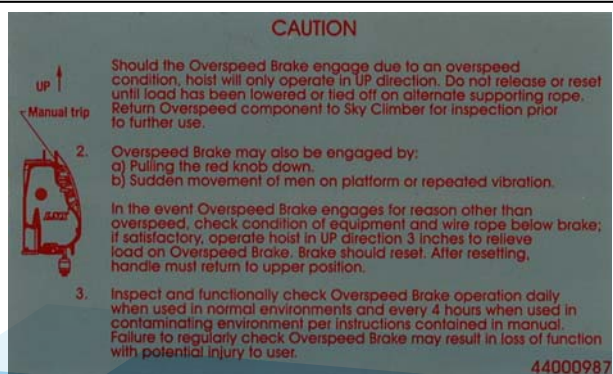 CAUTION
Should the Overspeed Brake engage due to an overspeed
condition, hoist will only operate in UP direction. Do not release or reset
until load has been lowered or tied off on alternate supporting rope.
Return Overspeed component to Sky Climber for inspection prior
to further use.
UP
Manual trip
2. Overspeed Brake may also be engaged by:
a) Pulling the red knob down.
b) Sudden movement of men on platform or repeated vibration.
In the event Overspeed Brake engages for reason other than
overspeed, check condition of equipment and wire rope below brake;
if satisfactory, operate hoist in UP direction 3 inches to relieve
load on Overspeed Brake. Brake should reset. After resetting,
handle must return to upper position.
3. Inspect and functionally check Overspeed Brake operation daily
when used in normal environments and every 4 hours when used in
contaminating environment per instructions contained in manual.
Failure to regularly check Overspeed Brake may result in loss of function
with potential injury to user.
44000987